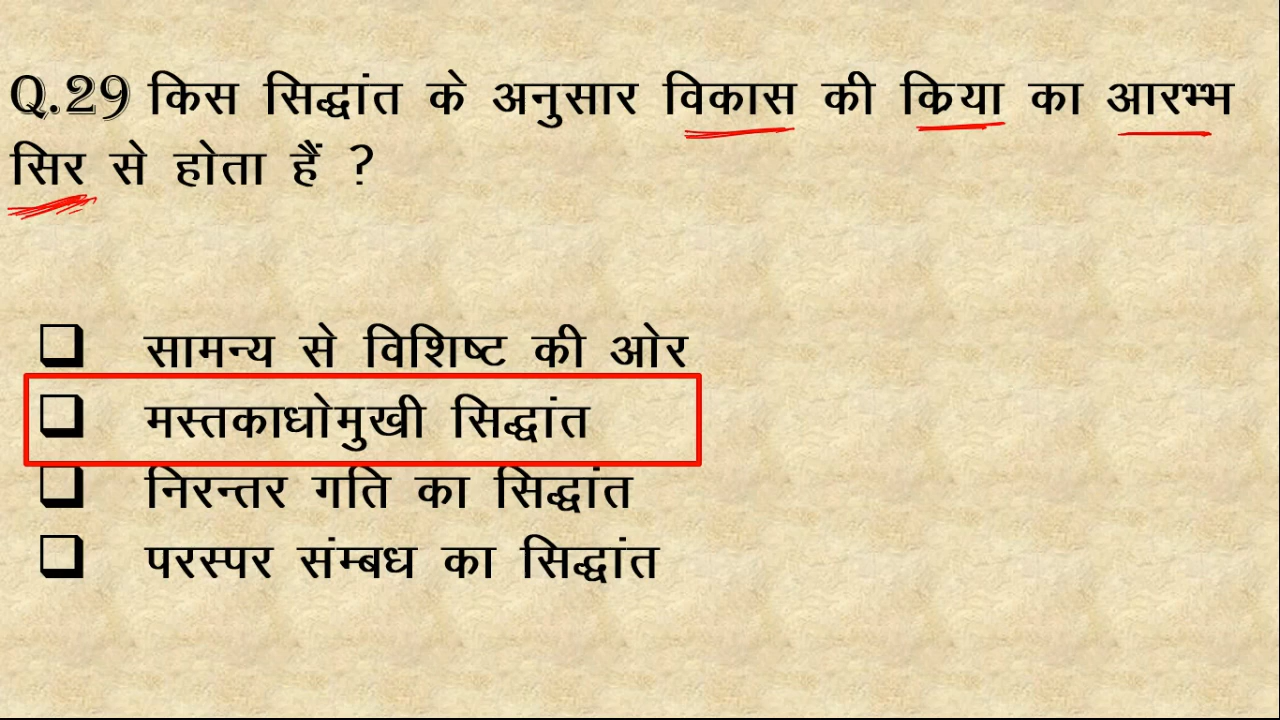 Q.29 किस सिद्धांत के अनुसार विकास की किया का आरम्भ
सिर से होता हैं ?
❑ सामन्य से विशिष्ट की ओर
❑ मस्तकाधोमुखी सिद्धांत
❑ निरन्तर गति का सिद्धांत
❑ परस्पर संम्बध का सिद्धांत